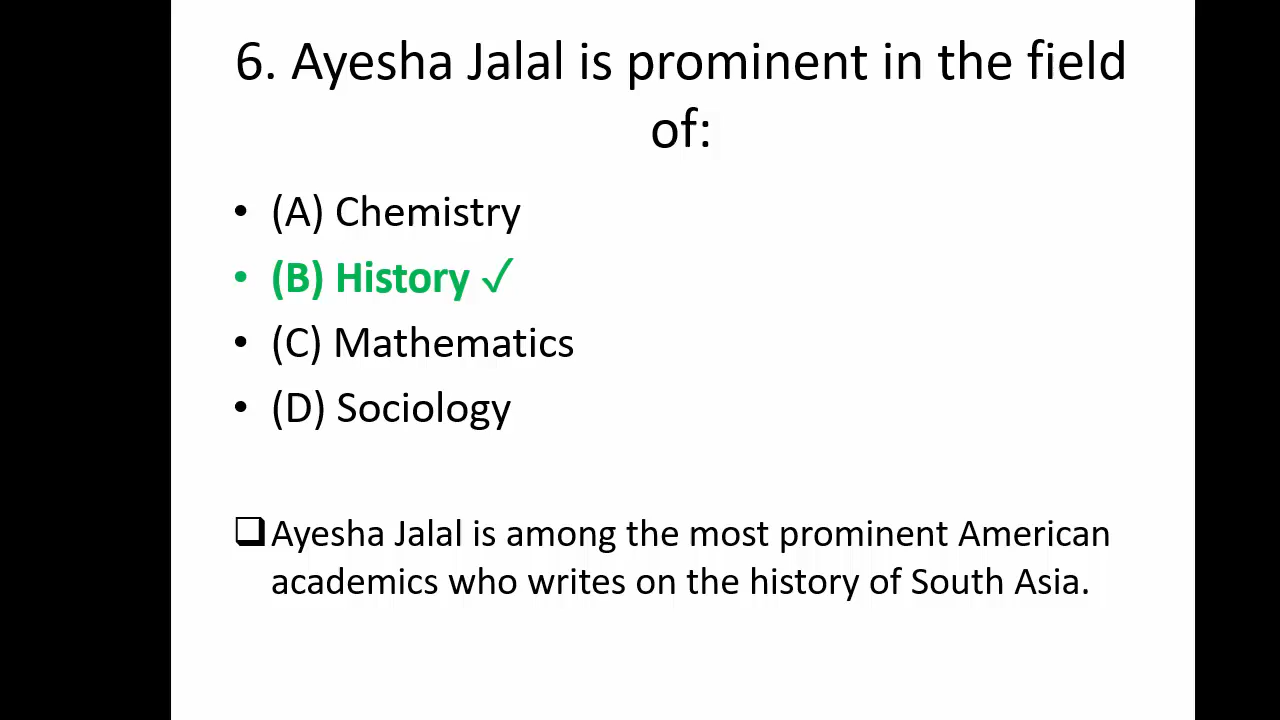 6. Ayesha Jalal is prominent in the field
of:
• (A) Chemistry
• (B) History ✓
• (C) Mathematics
• (D) Sociology
❑ Ayesha Jalal is among the most prominent American
academics who writes on the history of South Asia.